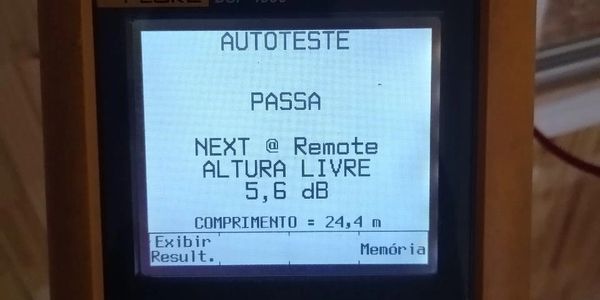 AUTOTESTE
PASSA
NEXT @ Remote
ALTURA LIVRE
5,6 dB
COMPRIMENTO = 24,4 m
Exibir
Result.
Memória